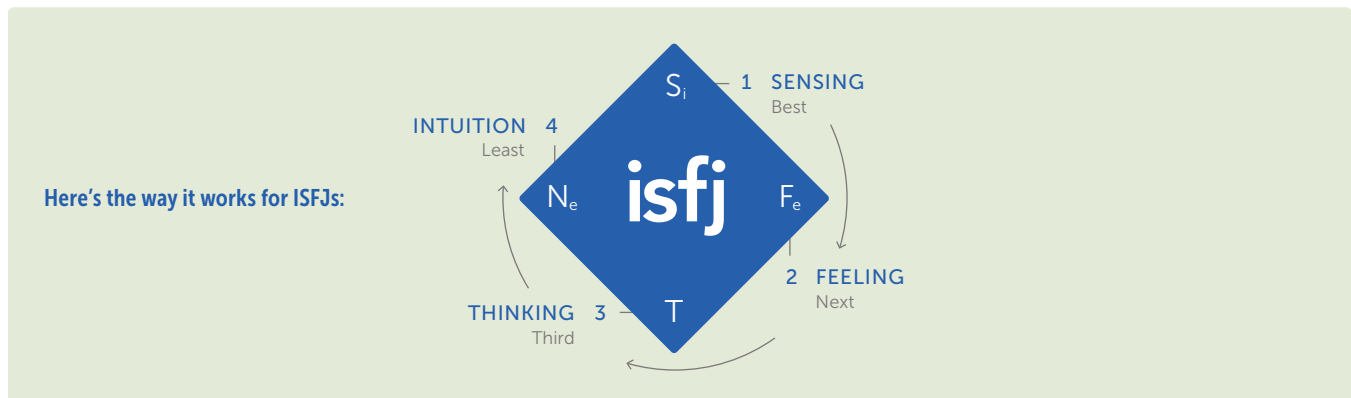 Here's the way it works for ISFJs:
Si
1 SENSING
Best
Fe
2 FEELING
Next
T
THINKING 3
Third
Ne
INTUITION 4
Least
isfj